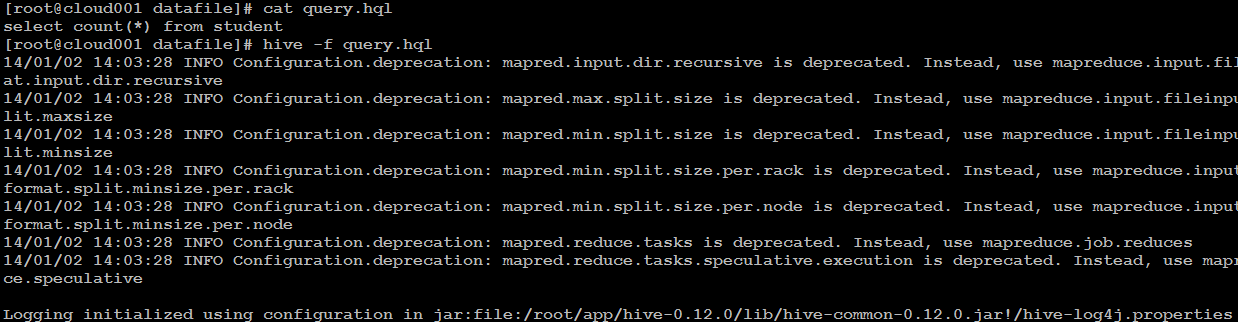 [root@cloud001 datafile]# cat query.hql
select count(*) from student
[root@cloud001 datafile]# hive -f query.hql
14/01/02 14:03:28 INFO Configuration.deprecation: mapred.input.dir.recursive is deprecated. Instead, use mapreduce.input.fil
at.input.dir.recursive
14/01/02 14:03:28 INFO Configuration.deprecation: mapred.max.split.size is deprecated. Instead, use mapreduce.input.fileinpu
lit.maxsize
14/01/02 14:03:28 INFO Configuration.deprecation: mapred.min.split.size is deprecated. Instead, use mapreduce.input.fileinpu
lit.minsize
14/01/02 14:03:28 INFO Configuration.deprecation: mapred.min.split.size.per.rack is deprecated. Instead, use mapreduce.input
format.split.minsize.per.rack
14/01/02 14:03:28 INFO Configuration.deprecation: mapred.min.split.size.per.node is deprecated. Instead, use mapreduce.input
format.split.minsize.per.node
14/01/02 14:03:28 INFO Configuration.deprecation: mapred.reduce.tasks is deprecated. Instead, use mapreduce.job.reduces
14/01/02 14:03:28 INFO Configuration.deprecation: mapred.reduce.tasks.speculative.execution is deprecated. Instead, use mapr
ce.speculative
Logging initialized using configuration in jar:file:/root/app/hive-0.12.0/lib/hive-common-0.12.0.jar!/hive-log4j.properties